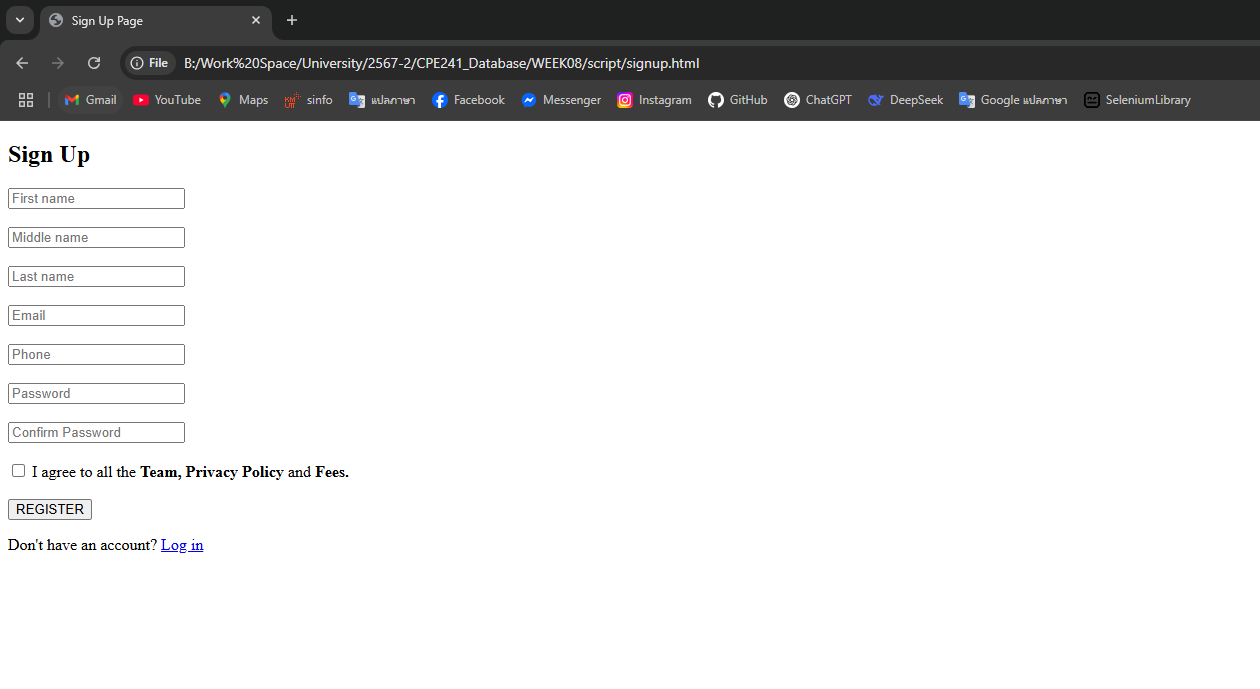 Sign Up Page
File B:/Work%20Space/University/2567-2/CPE241_Database/WEEK08/script/signup.html
Gmail YouTube Maps sinfo แปลภาษา Facebook Messenger Instagram GitHub ChatGPT DeepSeek Google แปลภาษา SeleniumLibrary
Sign Up
First name
Middle name
Last name
Email
Phone
Password
Confirm Password
I agree to all the Team, Privacy Policy and Fees.
REGISTER
Don't have an account? Log in